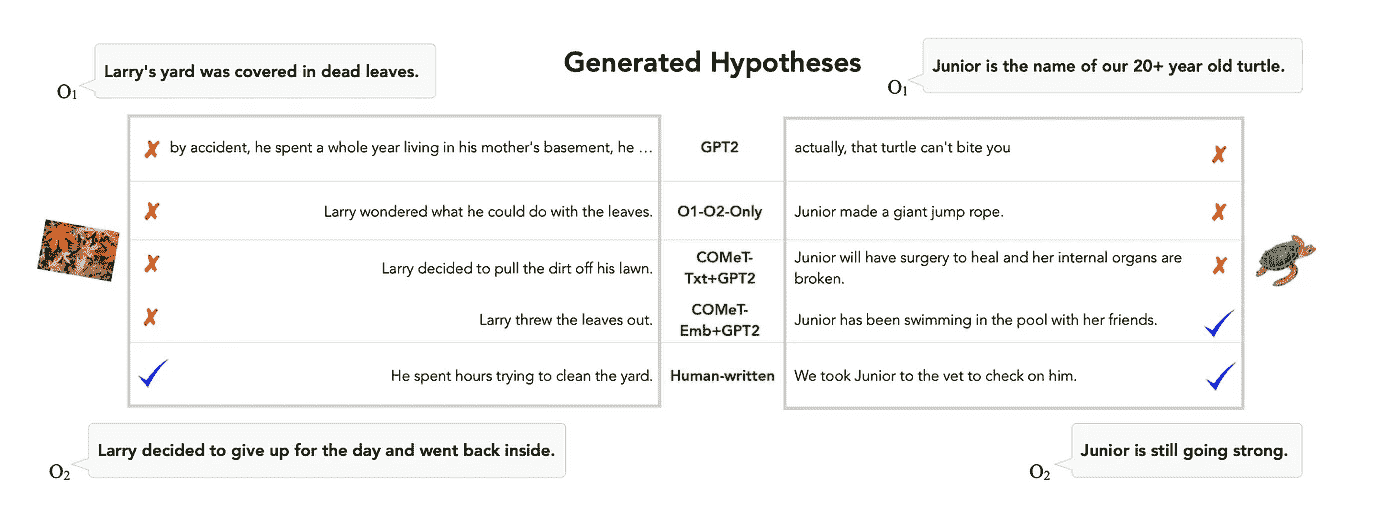 Generated Hypotheses
Larry's yard was covered in dead leaves.
O1
Junior is the name of our 20+ year old turtle.
O1
by accident, he spent a whole year living in his mother's basement, he ...
GPT2
actually, that turtle can't bite you
Larry wondered what he could do with the leaves.
O1-O2-Only
Junior made a giant jump rope.
Larry decided to pull the dirt off his lawn.
COMeT-
Txt+GPT2
Junior will have surgery to heal and her internal organs are
broken.
Larry threw the leaves out.
COMeT-
Emb+GPT2
Junior has been swimming in the pool with her friends.
He spent hours trying to clean the yard.
Human-written
We took Junior to the vet to check on him.
Larry decided to give up for the day and went back inside.
O2
Junior is still going strong.
O2